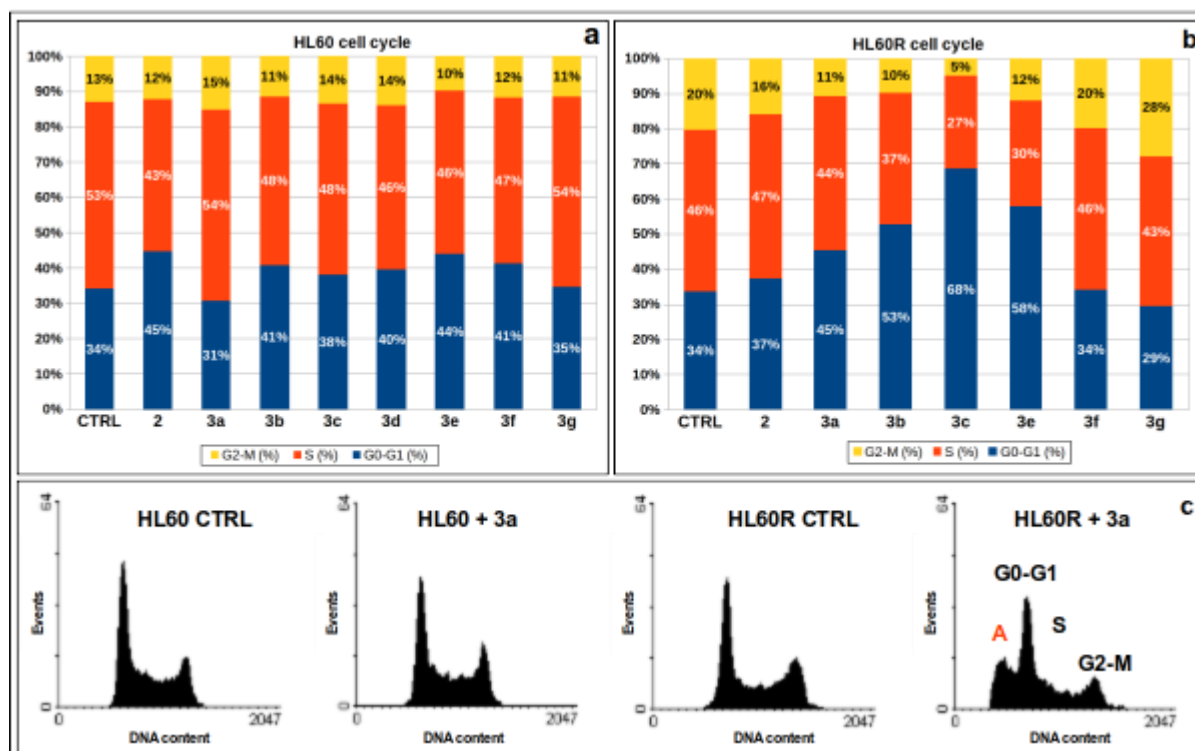 HL60 cell cycle
a
100%
90%
80%
70%
60%
50%
40%
30%
20%
10%
0%
13% 12% 15% 11% 14% 14% 10% 12% 11%
53% 43% 54% 48% 48% 46% 46% 47% 54%
34% 45% 31% 41% 38% 40% 44% 41% 35%
CTRL 2 3a 3b 3c 3d 3e 3f 3g
G2-M (%) S (%) G0-G1 (%)
HL60R cell cycle
b
100%
90%
80%
70%
60%
50%
40%
30%
20%
10%
0%
20% 16% 11% 10% 5% 12% 20% 28%
46% 47% 44% 37% 27% 30% 46% 43%
34% 37% 45% 53% 68% 58% 34% 29%
CTRL 2 3a 3b 3c 3e 3f 3g
G2-M (%) S (%) G0-G1 (%)
c
HL60 CTRL
64
Events
0
0 2047
DNA content
HL60 + 3a
64
Events
0
0 2047
DNA content
HL60R CTRL
64
Events
0
0 2047
DNA content
HL60R + 3a
64
Events
0
G0-G1
A
S
G2-M
0 2047
DNA content